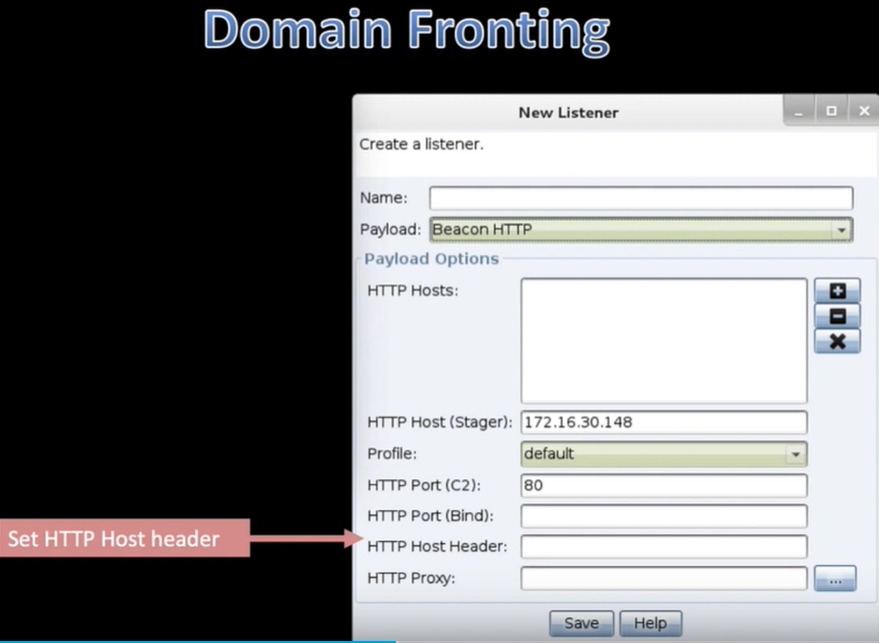 Domain Fronting
New Listener
Create a listener.
Name:
Payload: Beacon HTTP
Payload Options
HTTP Hosts:
HTTP Host (Stager): 172.16.30.148
Profile: default
HTTP Port (C2): 80
HTTP Port (Bind):
Set HTTP Host header
HTTP Host Header:
HTTP Proxy: ...
Save Help